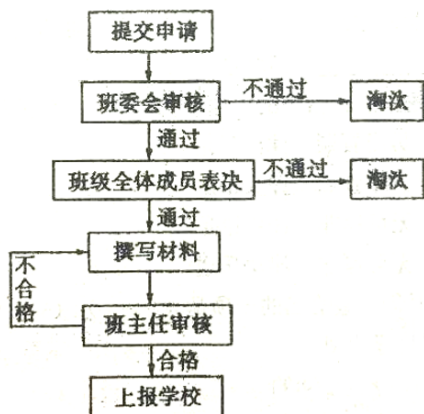 提交申请
班委会审核
不通过
淘汰
通过
班级全体成员表决
不通过
淘汰
通过
撰写材料
不合格
班主任审核
合格
上报学校